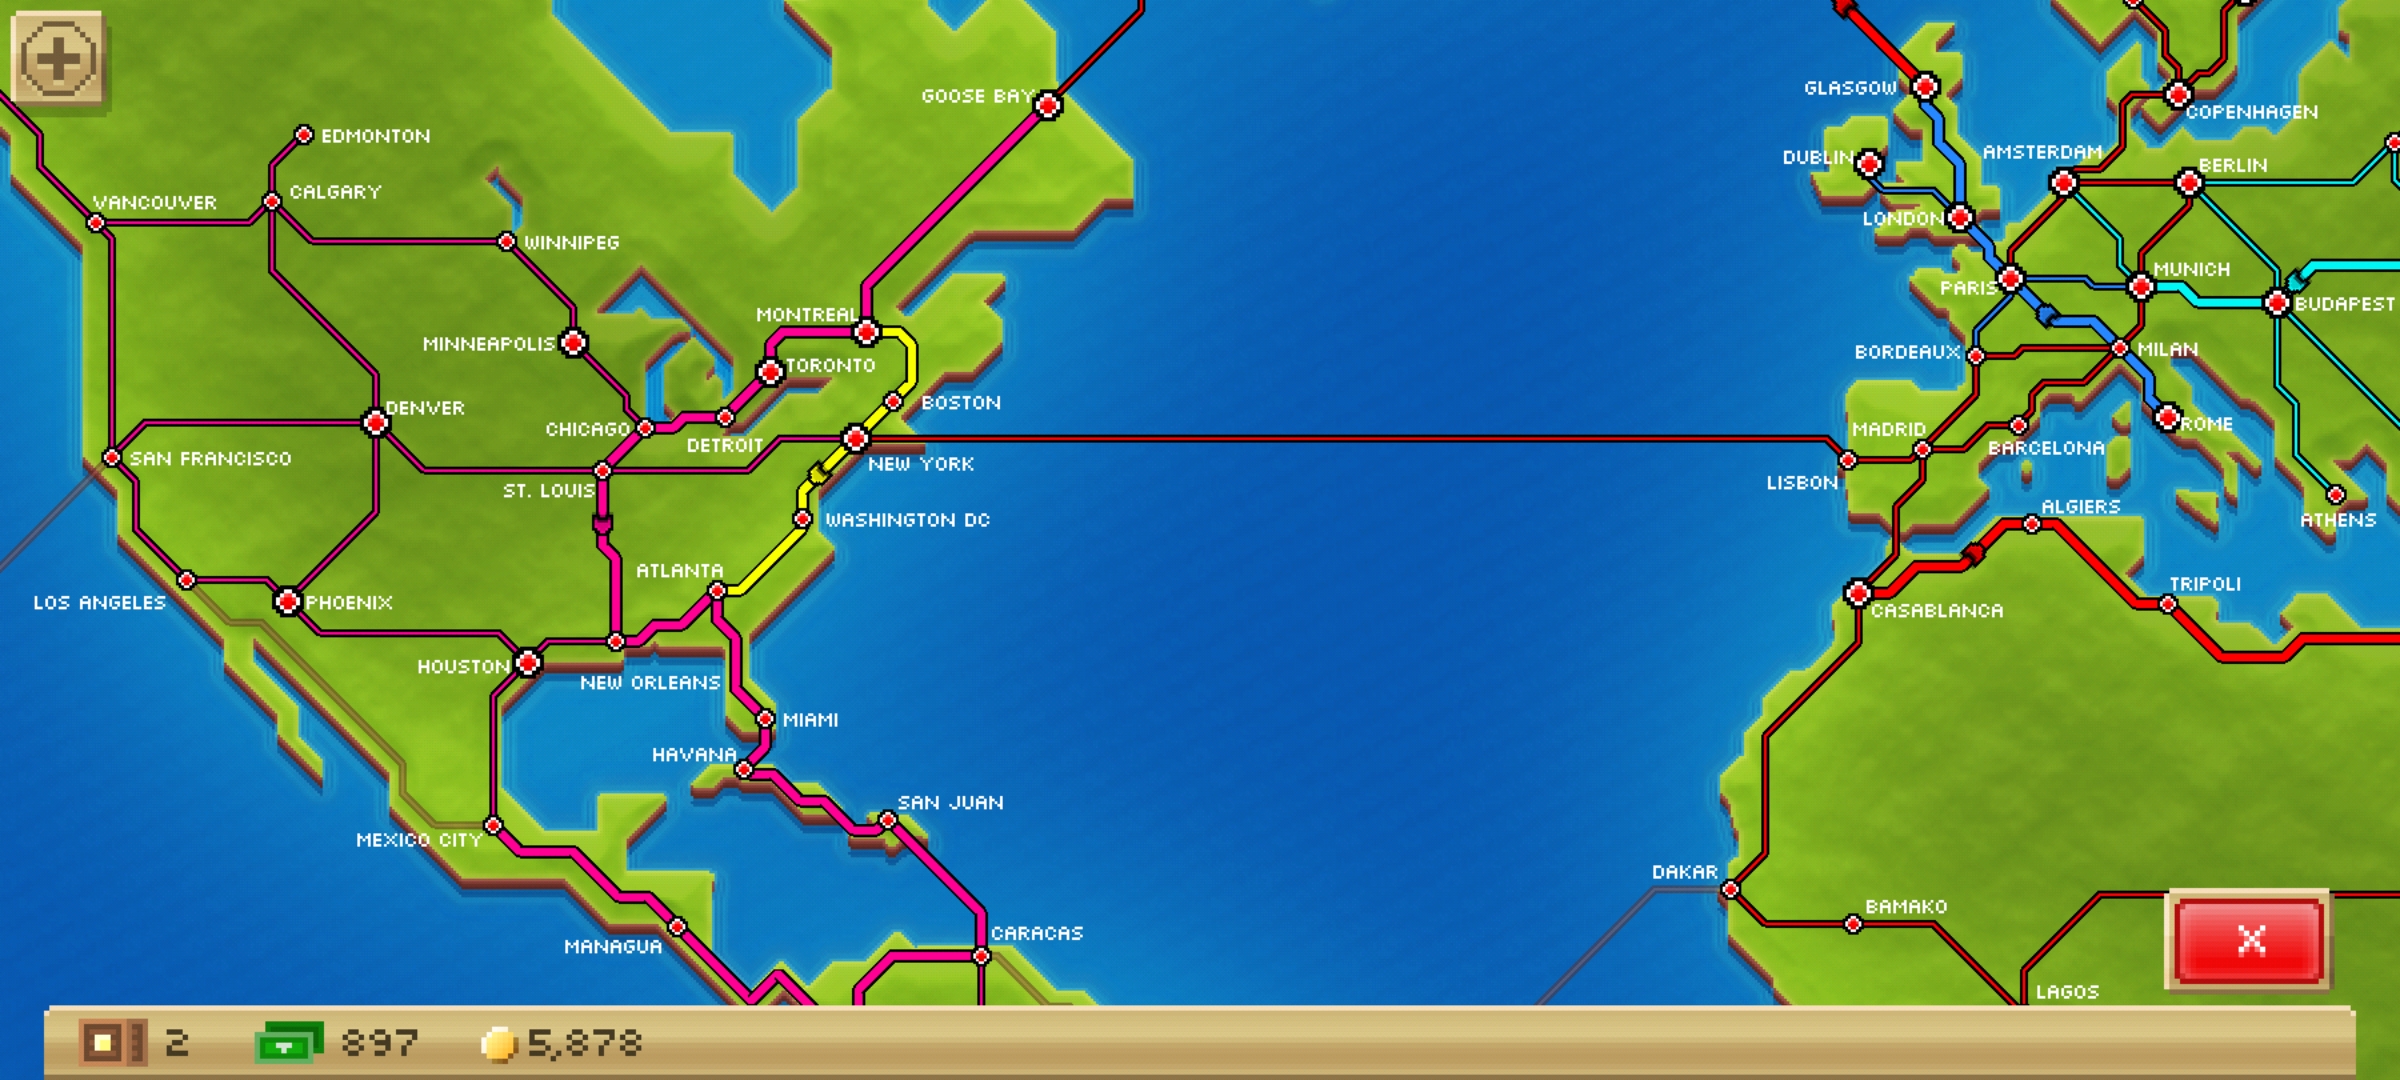 GOOSE BAY
GLASGOW
COPENHAGEN
EDMONTON
DUBLIN
AMSTERDAM
BERLIN
VANCOUVER
CALGARY
LONDON
WINNIPEG
MUNICH
PARIS
BUDAPEST
MONTREAL
MINNEAPOLIS
TORONTO
BORDEAUX
MILAN
DENVER
BOSTON
CHICAGO
DETROIT
MADRID
ROME
SAN FRANCISCO
NEW YORK
BARCELONA
ST. LOUIS
LISBON
WASHINGTON DC
ALGIERS
ATHENS
ATLANTA
TRIPOLI
LOS ANGELES
PHOENIX
CASABLANCA
HOUSTON
NEW ORLEANS
MIAMI
HAVANA
SAN JUAN
MEXICO CITY
DAKAR
BAMAKO
MANAGUA
CARACAS
LAGOS
X
2
897
5,878